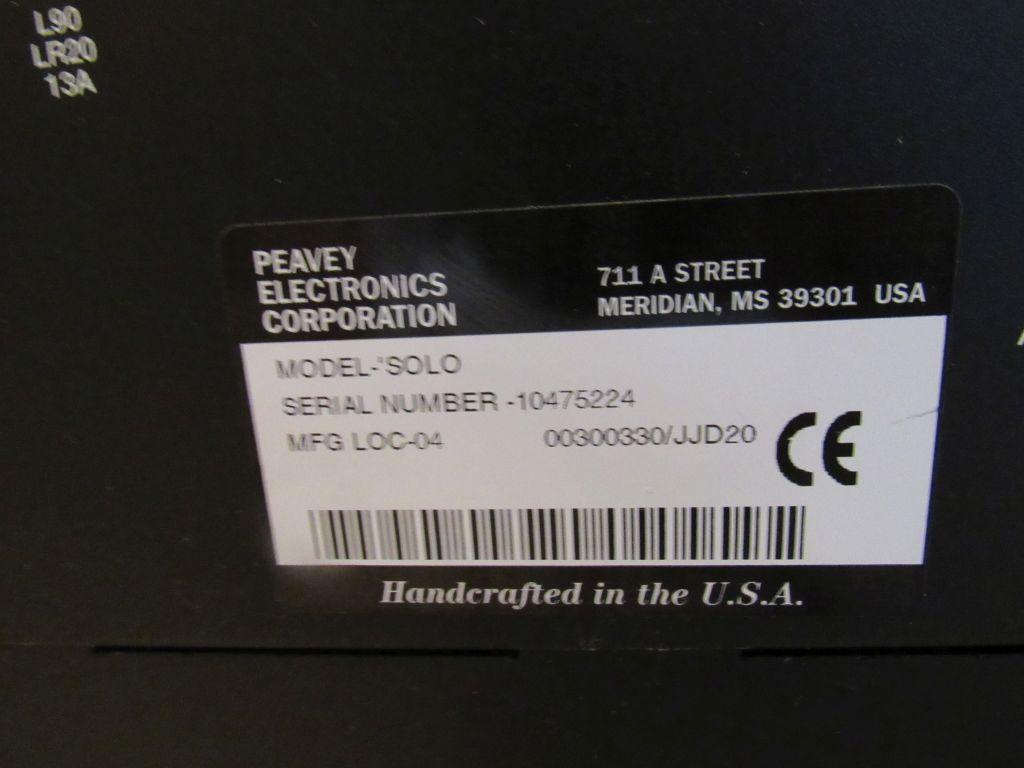 L90
LR20
13A
PEAVEY
ELECTRONICS
CORPORATION
711 A STREET
MERIDIAN, MS 39301 USA
MODEL-'SOLO
SERIAL NUMBER -10475224
MFG LOC-04 00300330/JJD20
CE
Handcrafted in the U.S.A.